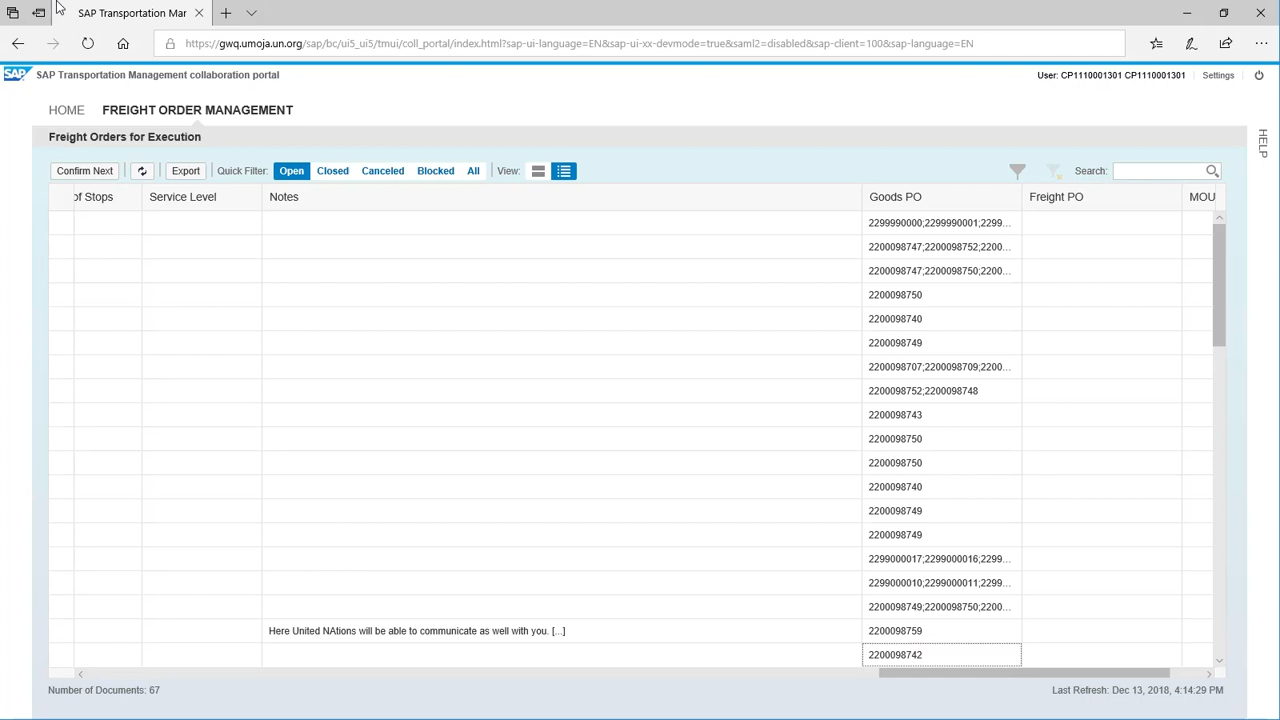 SAP Transportation Mar
https://gwq.umoja.un.org/sap/bc/ui5_ui5/tmui/coll_portal/index.html?sap-ui-language=EN&sap-ui-xx-devmode=true&saml2=disabled&sap-client=100&sap-language=EN
SAP SAP Transportation Management collaboration portal User: CP1110001301 CP1110001301 Settings
HOME FREIGHT ORDER MANAGEMENT
HELP
Freight Orders for Execution
Confirm Next Export Quick Filter: Open Closed Canceled Blocked All View: Search:
of Stops Service Level Notes Goods PO Freight PO MOU
2299990000;2299990001;2299...
2200098747;2200098752;2200...
2200098747;2200098750;2200...
2200098750
2200098740
2200098749
2200098707;2200098709;2200...
2200098752;2200098748
2200098743
2200098750
2200098750
2200098740
2200098749
2200098749
2299000017;2299000016;2299...
2299000010;2299000011;2299...
2200098749;2200098750;2200...
Here United NAtions will be able to communicate as well with you. [...] 2200098759
2200098742
Number of Documents: 67 Last Refresh: Dec 13, 2018, 4:14:29 PM